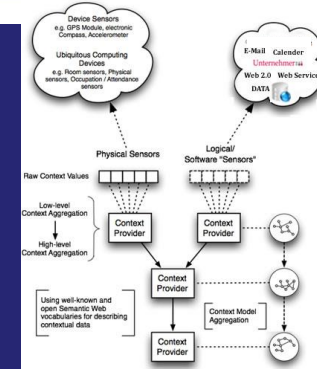 Device Sensors
e.g. GPS Module, electronic
Compass, Accelerometer
Ubiquitous Computing
Devices
e.g. Room sensors, Physical
sensors, Occupation / Attendance
sensors
E-Mail Calender
Web 2.0 Web Service
DATA
Physical Sensors
Logical/
Software "Sensors"
Raw Context Values
Low-level
Context Aggregation
High-level
Context Aggregation
Context
Provider
Context
Provider
Context
Provider
Using well-known and
open Semantic Web
vocabularies for describing
contextual data
Context Model
Aggregation
Context
Provider